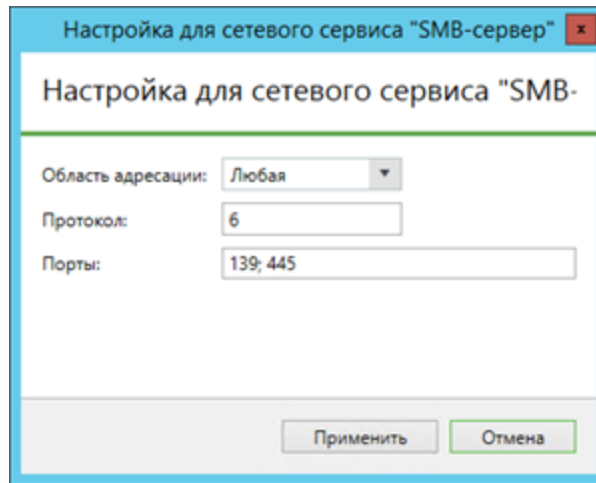 Настройка для сетевого сервиса "SMB-сервер" x
Настройка для сетевого сервиса "SMB-
Область адресации: Любая
Протокол: 6
Порты: 139; 445
Применить Отмена